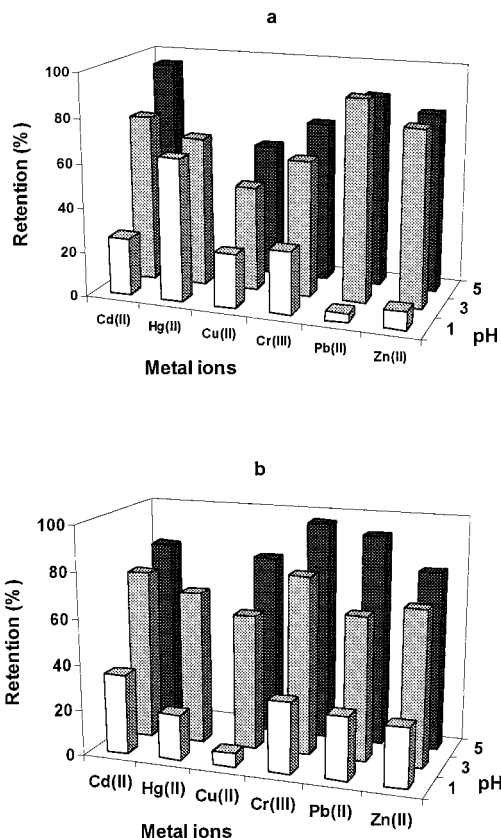 a
100
80
60
40
20
0
Retention (%)
Cd(II)
Hg(ii)
Cu(II)
Cr(III)
Pb(II)
Zn(II)
1
3
5
pH
Metal ions
b
100
80
60
40
20
0
Retention (%)
Cd(II)
Hg(II)
Cu(II)
Cr(III)
Pb(ii)
Zn(II)
1
3
5
pH
Metal ions